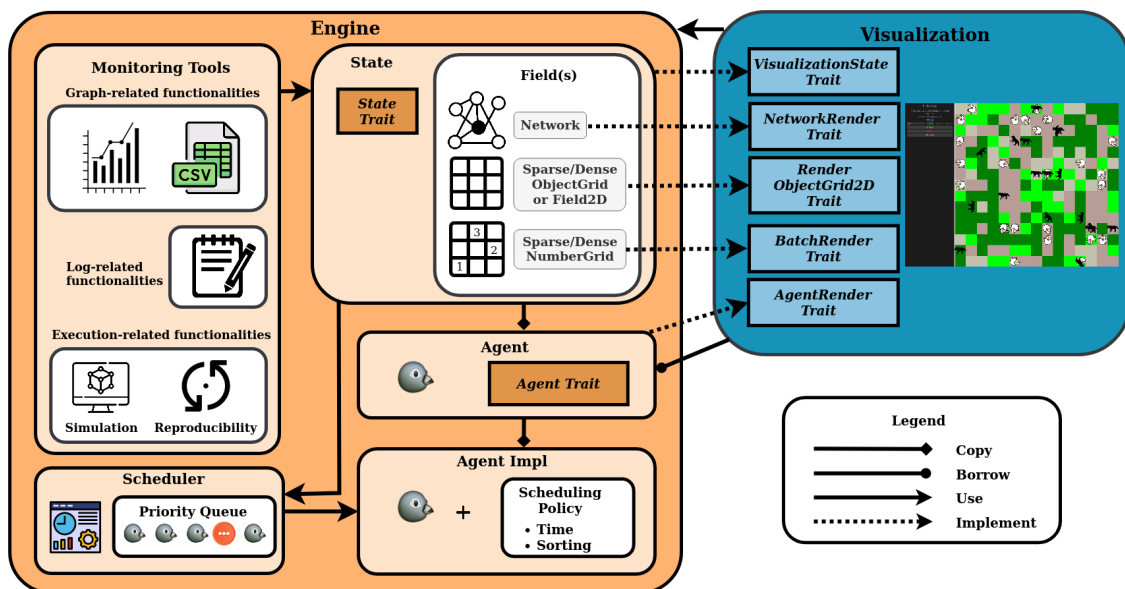 Engine
Monitoring Tools
Graph-related functionalities
CSV
Log-related
functionalities
Execution-related functionalities
Simulation
Reproducibility
State
State
Trait
Field(s)
Network
Sparse/Dense
ObjectGrid
or Field2D
3
2
1
Sparse/Dense
NumberGrid
Agent
Agent Trait
Agent Impl
+
Scheduling
Policy
• Time
• Sorting
Scheduler
Priority Queue
Visualization
VisualizationState
Trait
NetworkRender
Trait
Render
ObjectGrid2D
Trait
BatchRender
Trait
AgentRender
Trait
Legend
Copy
Borrow
Use
Implement